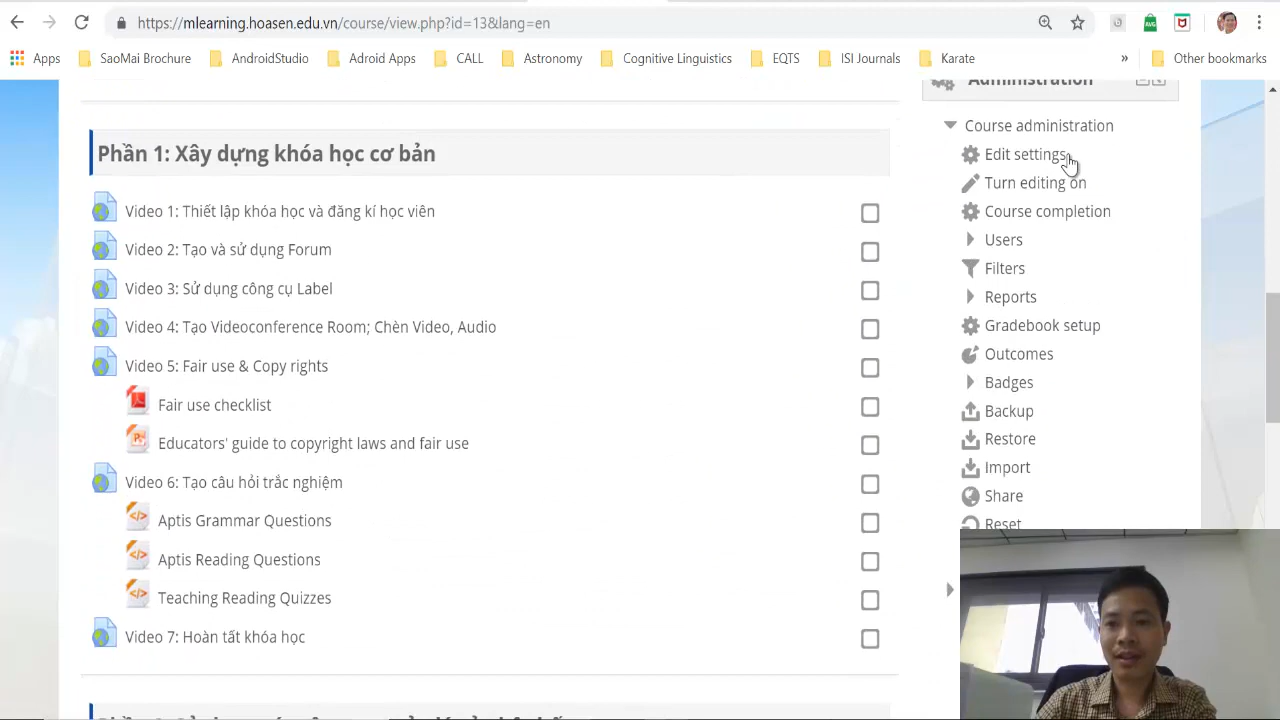 https://mlearning.hoasen.edu.vn/course/view.php?id=13&lang=en
Apps SaoMai Brochure AndroidStudio Adroid Apps CALL Astronomy Cognitive Linguistics EQTS ISI Journals Karate » Other bookmarks
Administration
Phần 1: Xây dựng khóa học cơ bản
Video 1: Thiết lập khóa học và đăng kí học viên
Video 2: Tạo và sử dụng Forum
Video 3: Sử dụng công cụ Label
Video 4: Tạo Videoconference Room; Chèn Video, Audio
Video 5: Fair use & Copy rights
Fair use checklist
Educators' guide to copyright laws and fair use
Video 6: Tạo câu hỏi trắc nghiệm
Aptis Grammar Questions
Aptis Reading Questions
Teaching Reading Quizzes
Video 7: Hoàn tất khóa học
Course administration
Edit settings
Turn editing on
Course completion
Users
Filters
Reports
Gradebook setup
Outcomes
Badges
Backup
Restore
Import
Share
Reset